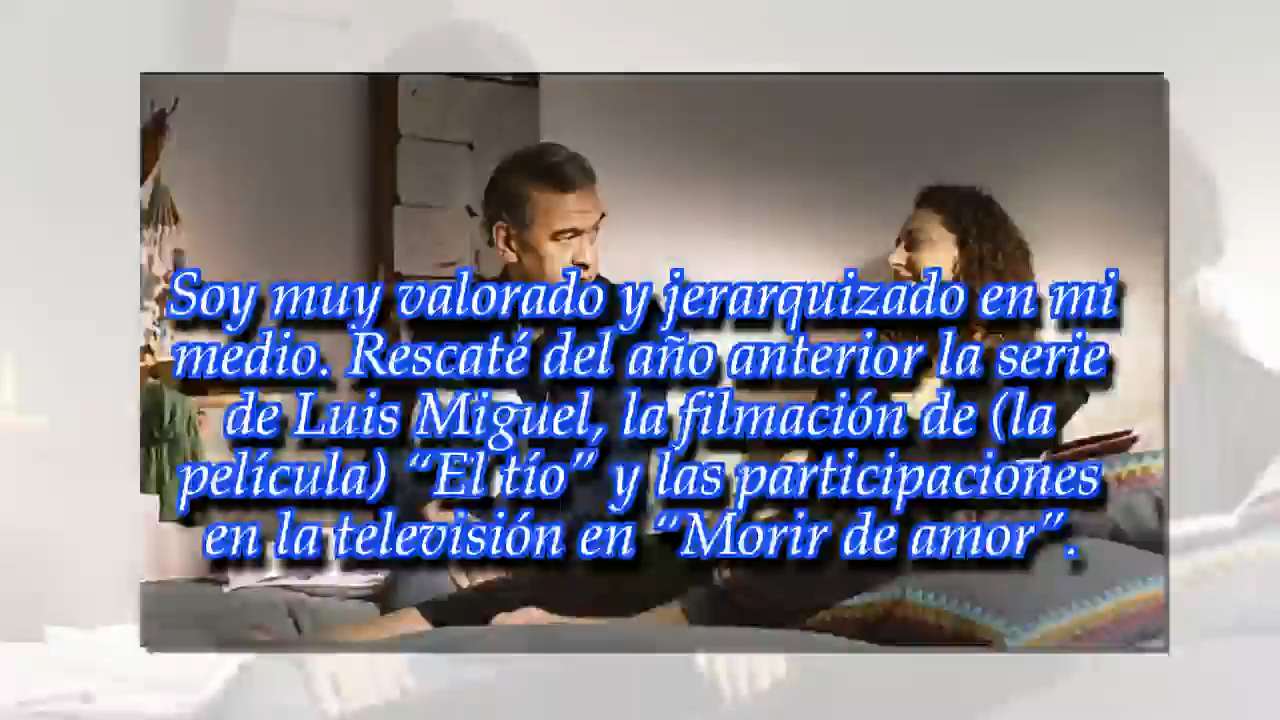 Soy muy valorado y jerarquizado en mi
medio. Rescaté del año anterior la serie
de Luis Miguel, la filmación de (la
película) “El tío” y las participaciones
en la televisión en “Morir de amor”.